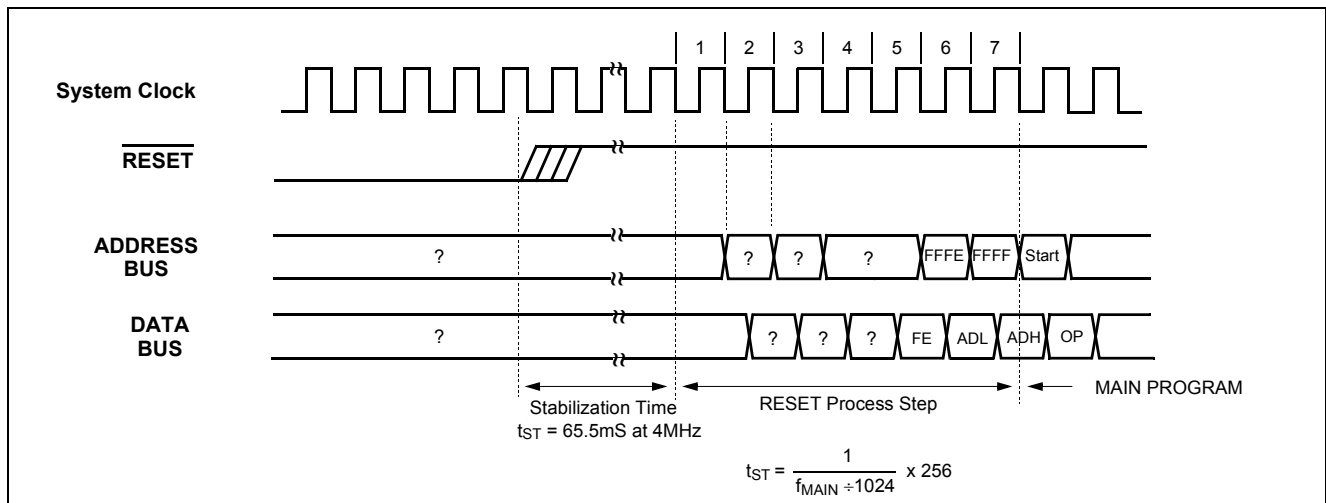 1 2 3 4 5 6 7
System Clock
RESET
ADDRESS BUS
? ? ? ? FFFE FFFF Start
DATA BUS
? ? ? ? FE ADL ADH OP
Stabilization Time
tST = 65.5mS at 4MHz
RESET Process Step
MAIN PROGRAM
tST = 1 / fMAIN ÷1024 x 256